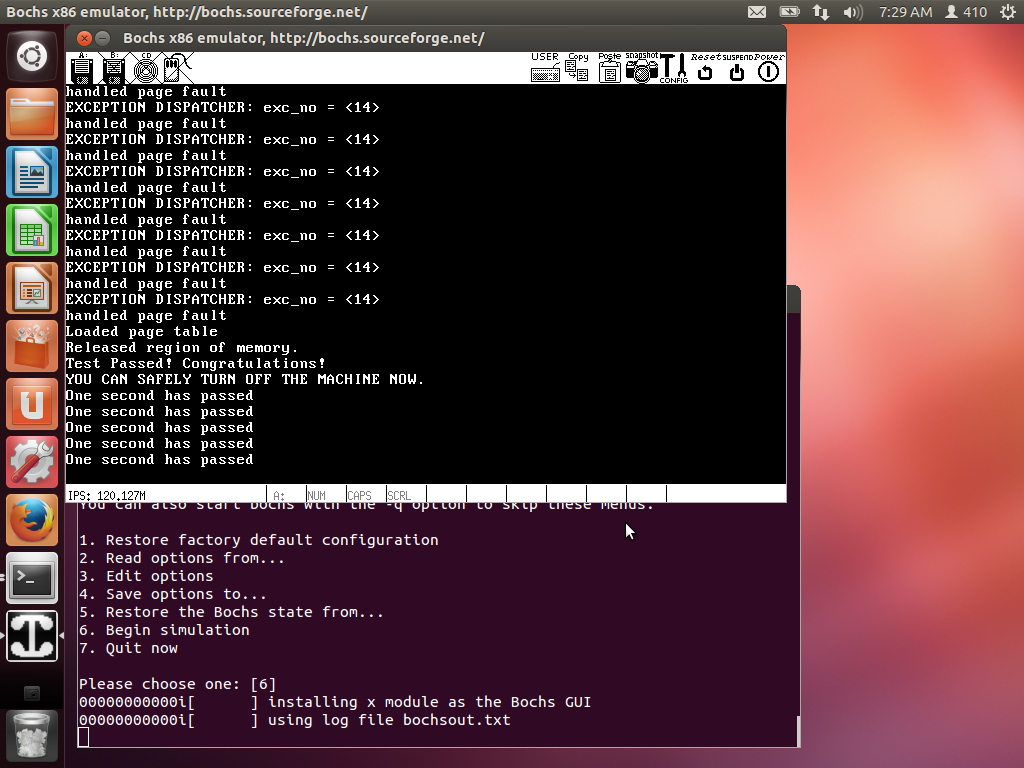 Bochs x86 emulator, http://bochs.sourceforge.net/
7:29 AM
410
Bochs x86 emulator, http://bochs.sourceforge.net/
A: B: CD
USER Copy Paste snapshot CONFIG Reset SUSPEND Power
handled page fault
EXCEPTION DISPATCHER: exc_no = <14>
handled page fault
EXCEPTION DISPATCHER: exc_no = <14>
handled page fault
EXCEPTION DISPATCHER: exc_no = <14>
handled page fault
EXCEPTION DISPATCHER: exc_no = <14>
handled page fault
EXCEPTION DISPATCHER: exc_no = <14>
handled page fault
EXCEPTION DISPATCHER: exc_no = <14>
handled page fault
EXCEPTION DISPATCHER: exc_no = <14>
handled page fault
Loaded page table
Released region of memory.
Test Passed! Congratulations!
YOU CAN SAFELY TURN OFF THE MACHINE NOW.
One second has passed
One second has passed
One second has passed
One second has passed
One second has passed
IPS: 120.127M A: NUM CAPS SCRL
You can also start bochs with the -q option to skip these menus.
1. Restore factory default configuration
2. Read options from...
3. Edit options
4. Save options to...
5. Restore the Bochs state from...
6. Begin simulation
7. Quit now
Please choose one: [6]
00000000000i[ ] installing x module as the Bochs GUI
00000000000i[ ] using log file bochsout.txt